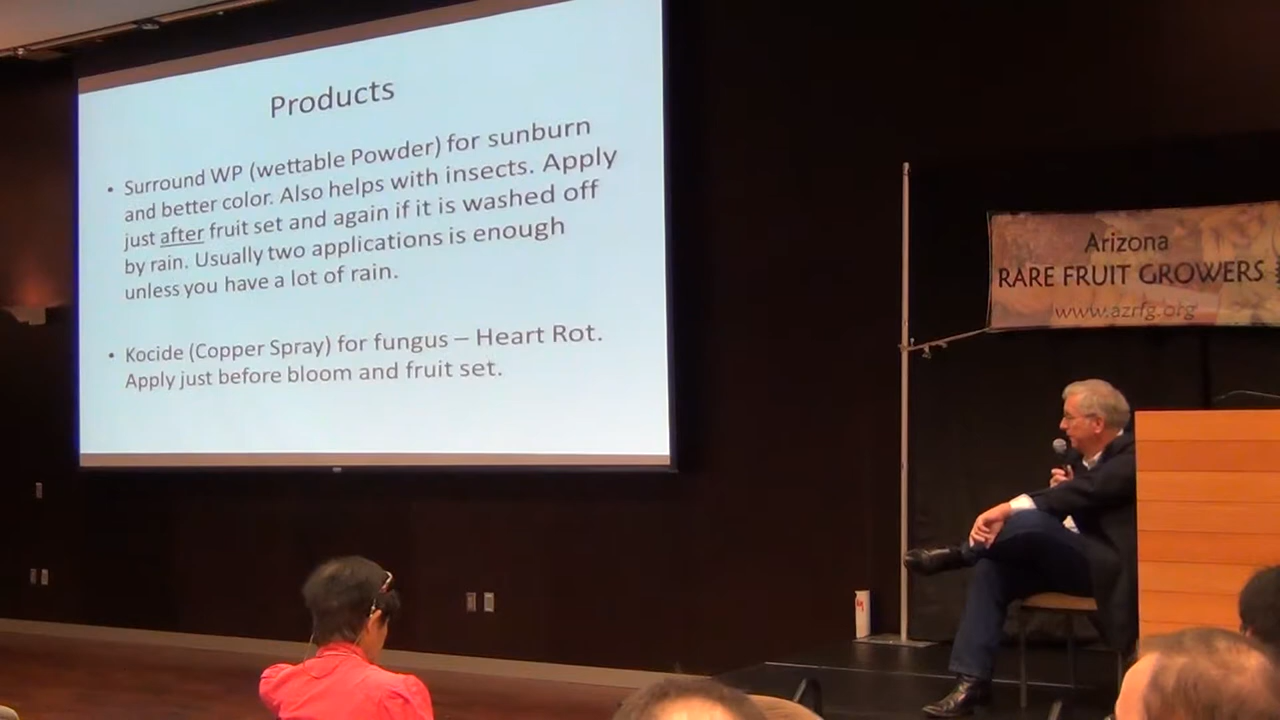 Products
• Surround WP (wettable Powder) for sunburn
and better color. Also helps with insects. Apply
just after fruit set and again if it is washed off
by rain. Usually two applications is enough
unless you have a lot of rain.
• Kocide (Copper Spray) for fungus – Heart Rot.
Apply just before bloom and fruit set.
Arizona
RARE FRUIT GROWERS
www.azrfg.org